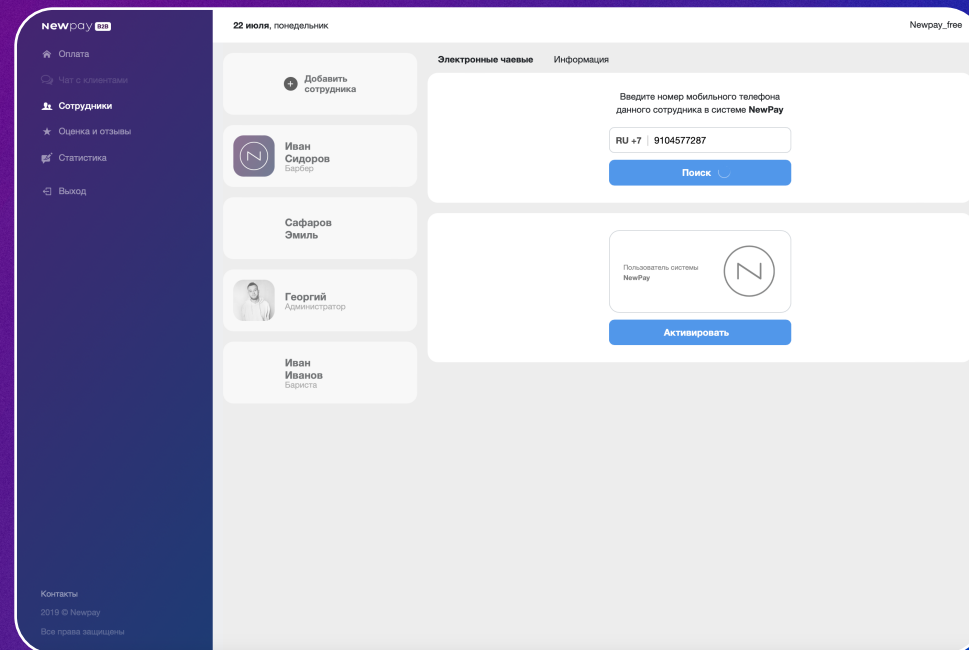 Newpay B2B
Оплата
Чат с клиентами
Сотрудники
Оценка и отзывы
Статистика
Выход
Контакты
2019 © Newpay
Все права защищены
22 июля, понедельник
Newpay_free
Добавить
сотрудника
Иван
Сидоров
Барбер
Сафаров
Эмиль
Георгий
Администратор
Иван
Иванов
Бариста
Электронные чаевые
Информация
Введите номер мобильного телефона
данного сотрудника в системе NewPay
RU +7 9104577287
Поиск
Пользователь системы
NewPay
Активировать